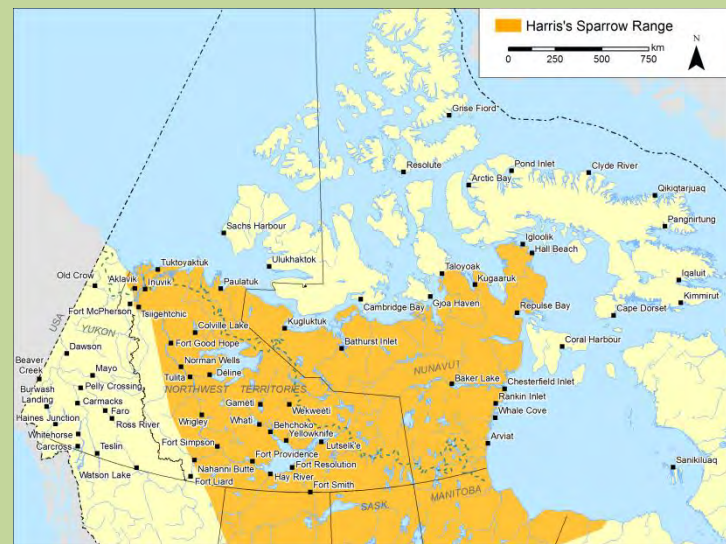 Harris's Sparrow Range
km
0 125 250 500 750
N
Grise Fiord
Resolute
Pond Inlet
Clyde River
Arctic Bay
Qikiqtarjuaq
Pangnirtung
Sachs Harbour
Ulukhaktok
Igloolik
Hall Beach
Tuktoyaktuk
Taloyoak
Kugaaruk
Old Crow
Aklavik
Inuvik
Paulatuk
Iqaluit
Fort McPherson
Tsiigehtchic
Cambridge Bay
Gjoa Haven
Repulse Bay
Cape Dorset
Kimmirut
USA
YUKON
Colville Lake
Kugluktuk
Bathurst Inlet
Coral Harbour
Dawson
Fort Good Hope
Norman Wells
NUNAVUT
Beaver
Creek
Mayo
Tulita
Déline
Baker Lake
Chesterfield Inlet
Burwash
Landing
Pelly Crossing
NORTHWEST TERRITORIES
Rankin Inlet
Carmacks
Gamètì
Wekweètì
Whale Cove
Haines Junction
Faro
Ross River
Wrigley
Whatì
Behchoko
Yellowknife
Whitehorse
Arviat
Carcross
Teslin
Fort Simpson
Lutselk'e
Fort Providence
Sanikiluaq
Watson Lake
Nahanni Butte
Fort Resolution
Fort Liard
Hay River
Fort Smith
MANITOBA
SASK.